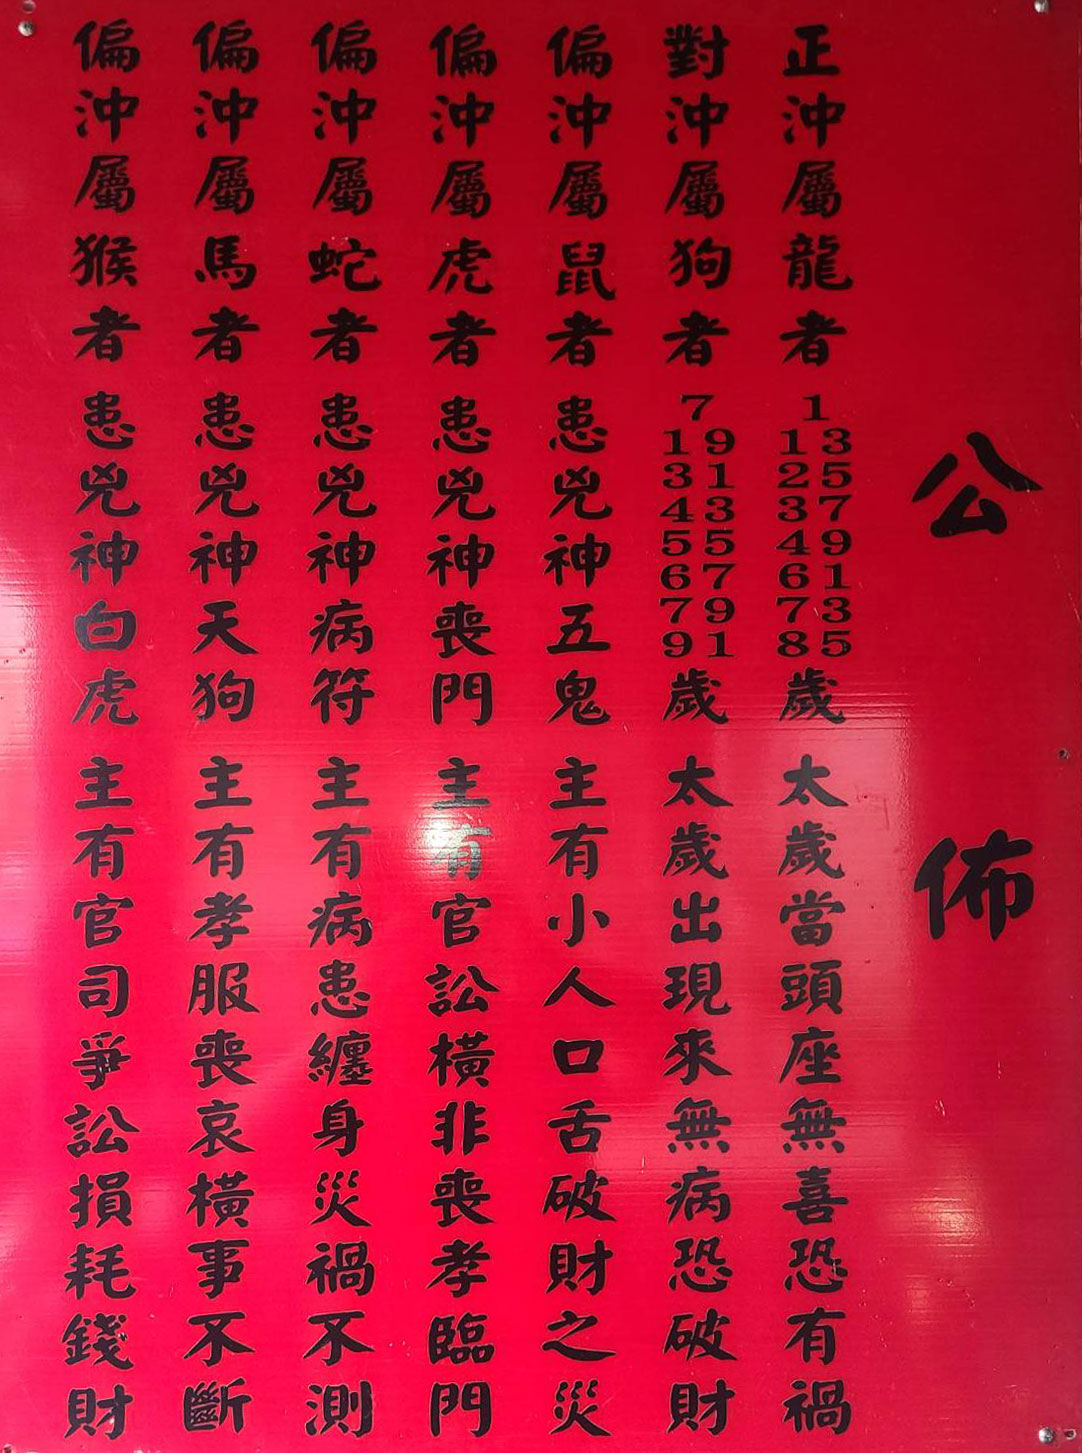 公佈
正沖屬龍者 1 13 25 37 49 61 73 85 歲 太歲當頭座無喜恐有禍
對沖屬狗者 7 19 31 43 55 67 79 91 歲 太歲出現來無病恐破財
偏沖屬鼠者 患兇神五鬼 主有小人口舌破財之災
偏沖屬虎者 患兇神喪門 主有官訟橫非喪孝臨門
偏沖屬蛇者 患兇神病符 主有病患纏身災禍不測
偏沖屬馬者 患兇神天狗 主有孝服喪哀橫事不斷
偏沖屬猴者 患兇神白虎 主有官司爭訟損耗錢財